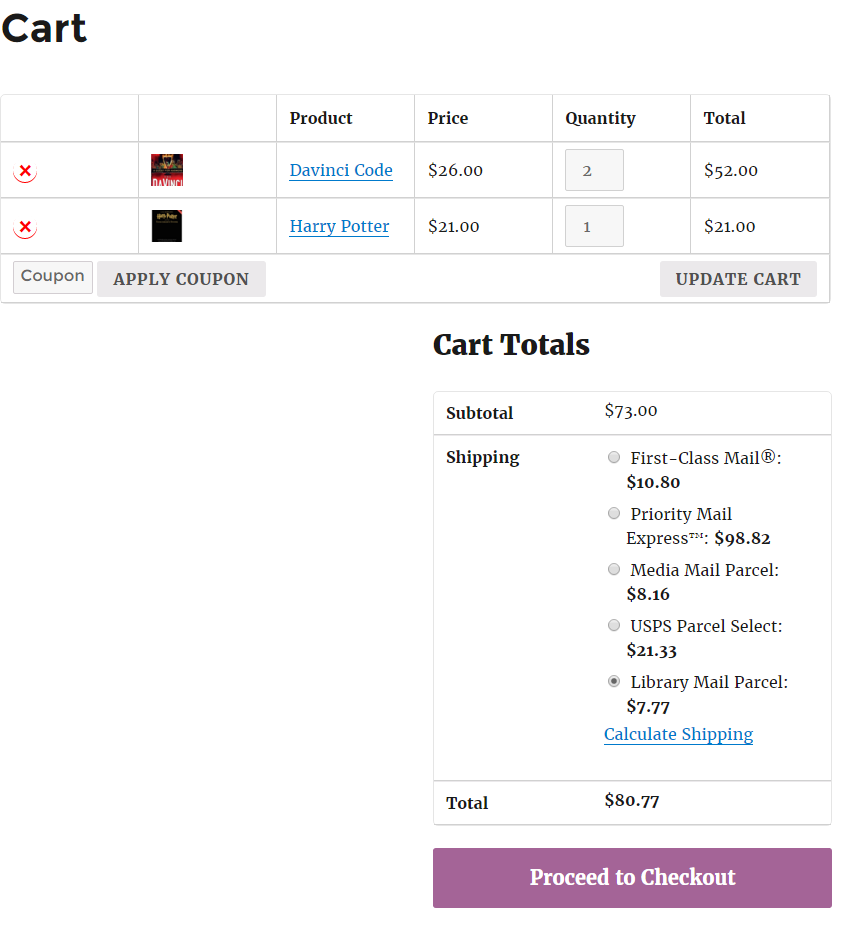 Cart
Product Price Quantity Total
DAVINCI Davinci Code $26.00 2 $52.00
Harry Potter Harry Potter $21.00 1 $21.00
Coupon APPLY COUPON UPDATE CART
Cart Totals
Subtotal $73.00
Shipping First-Class Mail®:
$10.80
Priority Mail
Express™: $98.82
Media Mail Parcel:
$8.16
USPS Parcel Select:
$21.33
Library Mail Parcel:
$7.77
Calculate Shipping
Total $80.77
Proceed to Checkout